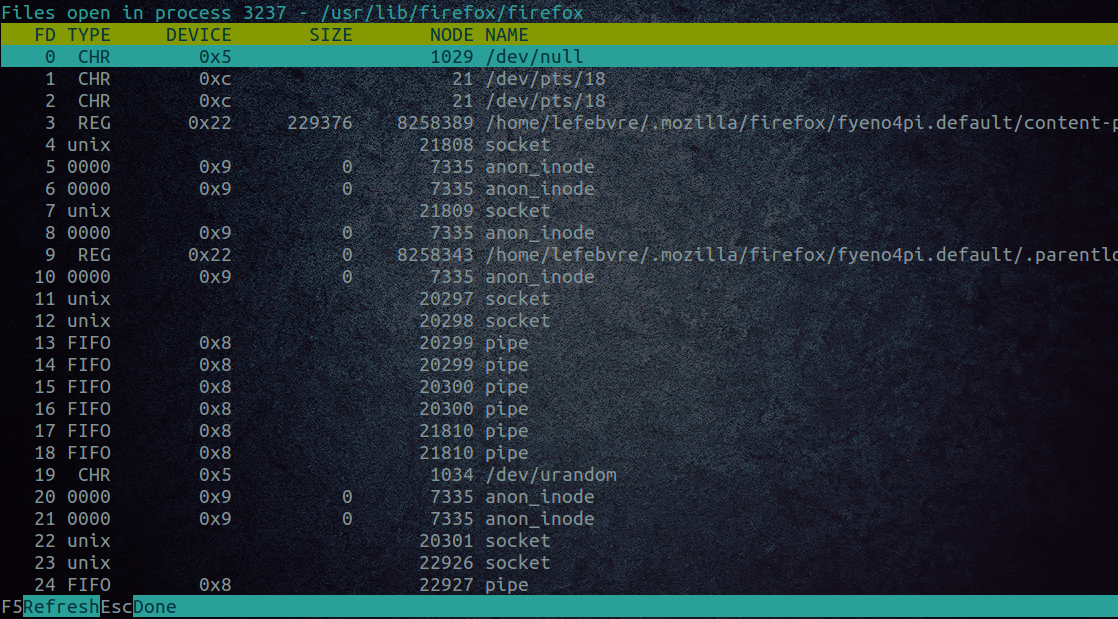 Files open in process 3237 - /usr/lib/firefox/firefox
FD TYPE DEVICE SIZE NODE NAME
0 CHR 0x5 1029 /dev/null
1 CHR 0xc 21 /dev/pts/18
2 CHR 0xc 21 /dev/pts/18
3 REG 0x22 229376 8258389 /home/lefebvre/.mozilla/firefox/fyeno4pi.default/content-p
4 unix 21808 socket
5 0000 0x9 0 7335 anon_inode
6 0000 0x9 0 7335 anon_inode
7 unix 21809 socket
8 0000 0x9 0 7335 anon_inode
9 REG 0x22 0 8258343 /home/lefebvre/.mozilla/firefox/fyeno4pi.default/.parentlo
10 0000 0x9 0 7335 anon_inode
11 unix 20297 socket
12 unix 20298 socket
13 FIFO 0x8 20299 pipe
14 FIFO 0x8 20299 pipe
15 FIFO 0x8 20300 pipe
16 FIFO 0x8 20300 pipe
17 FIFO 0x8 21810 pipe
18 FIFO 0x8 21810 pipe
19 CHR 0x5 1034 /dev/urandom
20 0000 0x9 0 7335 anon_inode
21 0000 0x9 0 7335 anon_inode
22 unix 20301 socket
23 unix 22926 socket
24 FIFO 0x8 22927 pipe
F5Refresh EscDone